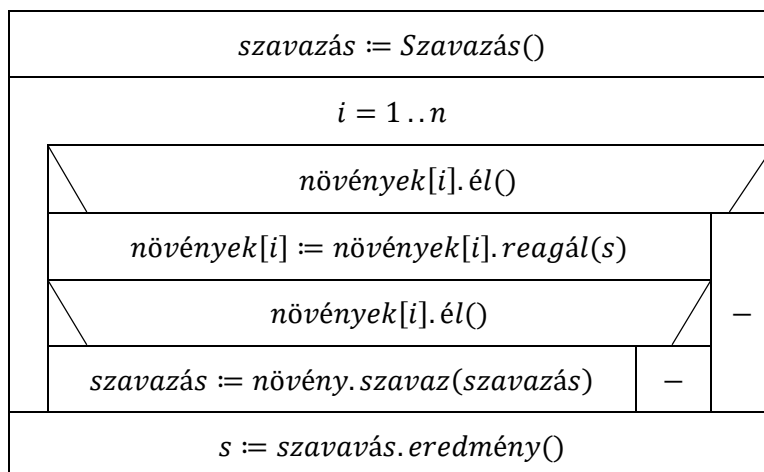 szavazás ≔ Szavazás()
i = 1 .. n
növények[i]. él()
növények[i] ≔ növények[i]. reagál(s)
növények[i]. él()
−
szavazás ≔ növény. szavaz(szavazás)
−
s ≔ szavavás. eredmény()